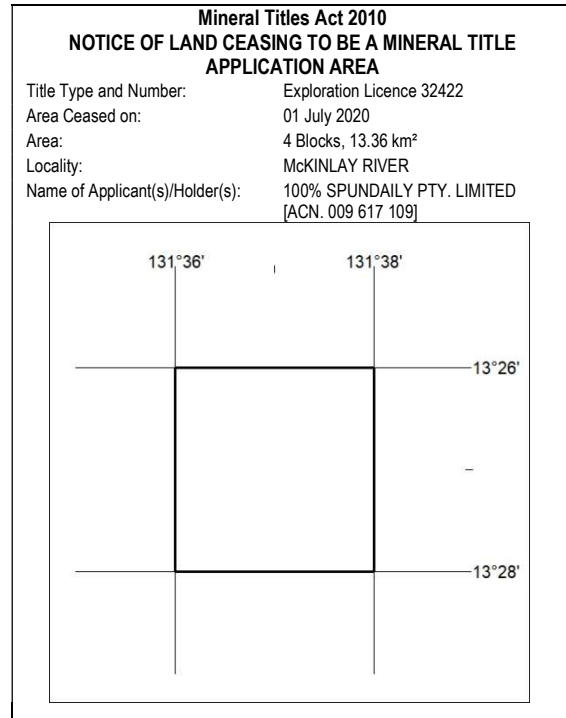 Mineral Titles Act 2010
NOTICE OF LAND CEASING TO BE A MINERAL TITLE
APPLICATION AREA
Title Type and Number: Exploration Licence 32422
Area Ceased on: 01 July 2020
Area: 4 Blocks, 13.36 km²
Locality: McKINLAY RIVER
Name of Applicant(s)/Holder(s): 100% SPUNDAILY PTY. LIMITED
[ACN. 009 617 109]
131°36' 131°38'
13°26'
13°28'